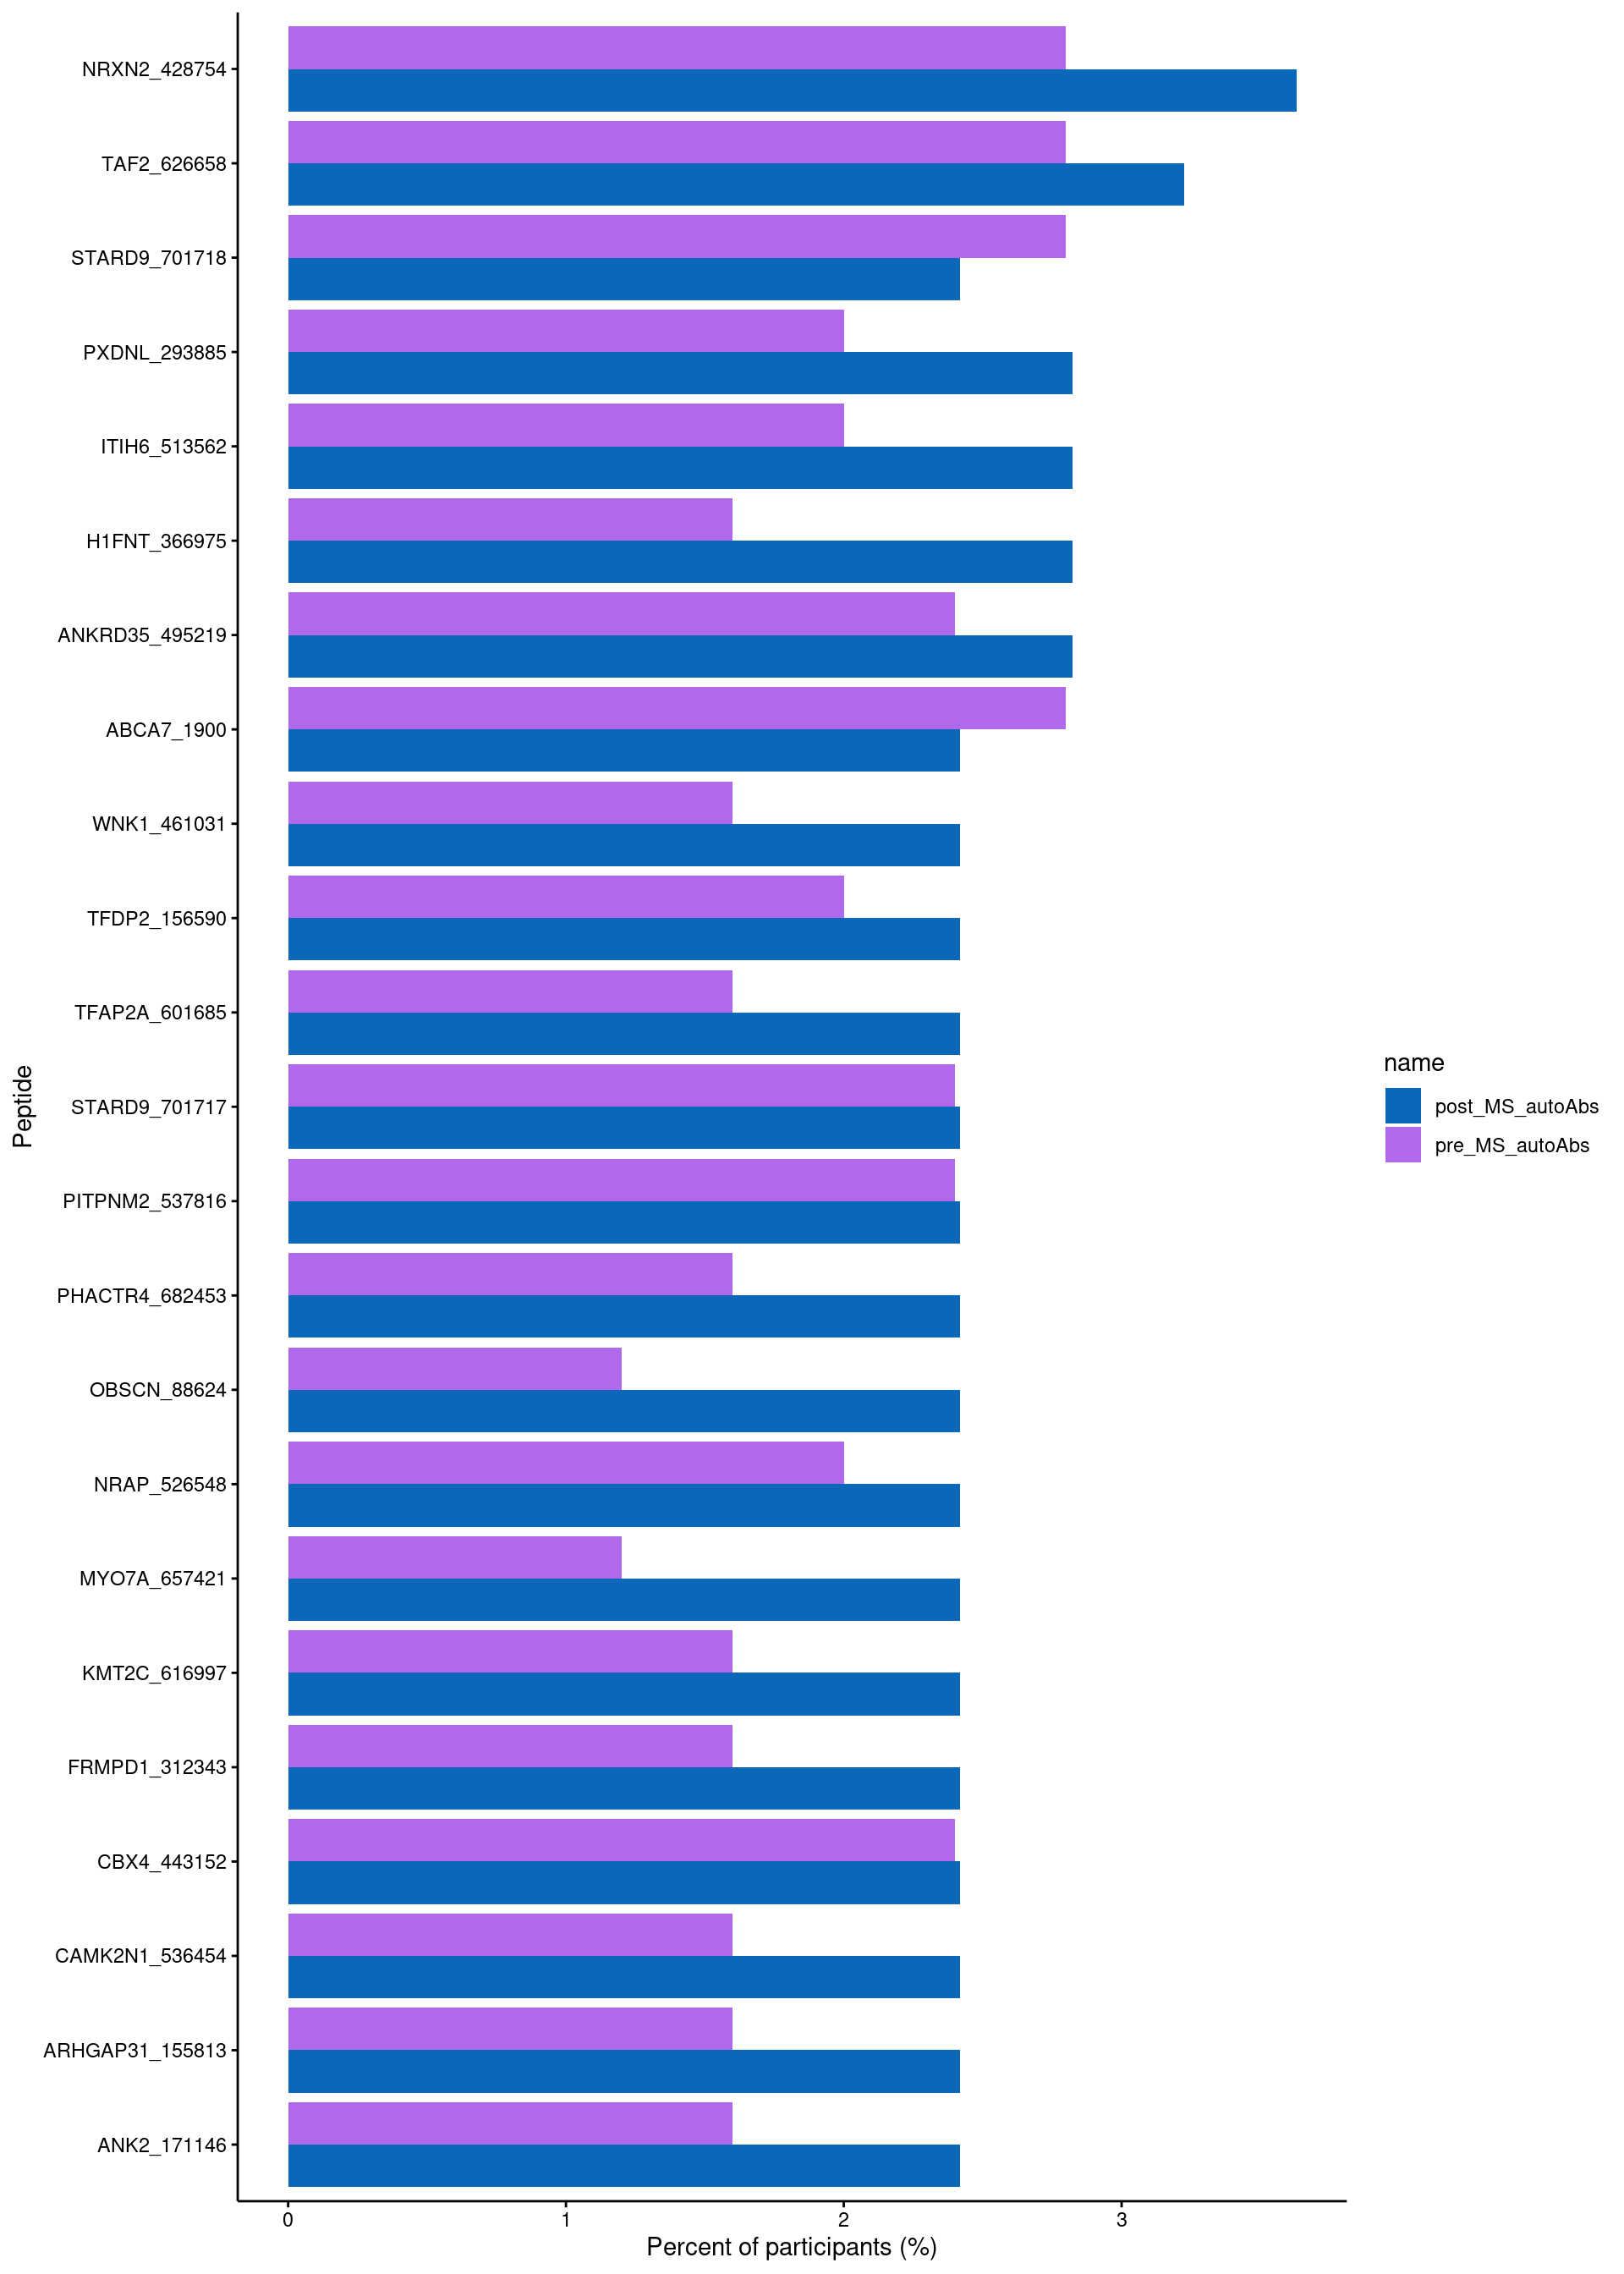 NRXN2_428754
TAF2_626658
STARD9_701718
PXDNL_293885
ITIH6_513562
H1FNT_366975
ANKRD35_495219
ABCA7_1900
WNK1_461031
TFDP2_156590
TFAP2A_601685
STARD9_701717
PITPNM2_537816
PHACTR4_682453
OBSCN_88624
NRAP_526548
MYO7A_657421
KMT2C_616997
FRMPD1_312343
CBX4_443152
CAMK2N1_536454
ARHGAP31_155813
ANK2_171146
Peptide
0 1 2 3
Percent of participants (%)
name
post_MS_autoAbs
pre_MS_autoAbs